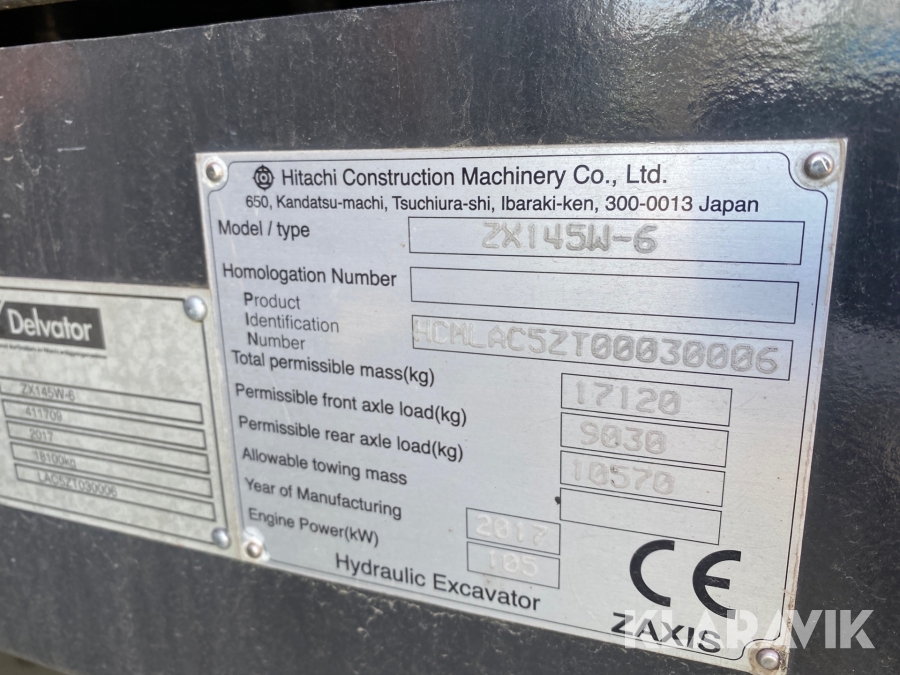 Hitachi Construction Machinery Co., Ltd.
650, Kandatsu-machi, Tsuchiura-shi, Ibaraki-ken, 300-0013 Japan
Model / type ZX145W-6
Homologation Number
Product
Identification
Number HCMLAC5ZT00030006
Total permissible mass(kg) 17120
Permissible front axle load(kg) 9030
Permissible rear axle load(kg) 10570
Allowable towing mass
Year of Manufacturing 2017
Engine Power(kW) 105
Hydraulic Excavator
CE
ZAXIS
Delvator
ZX145W-6
411709
2017
18100kg
LAC5ZT030006
KLARAVIK